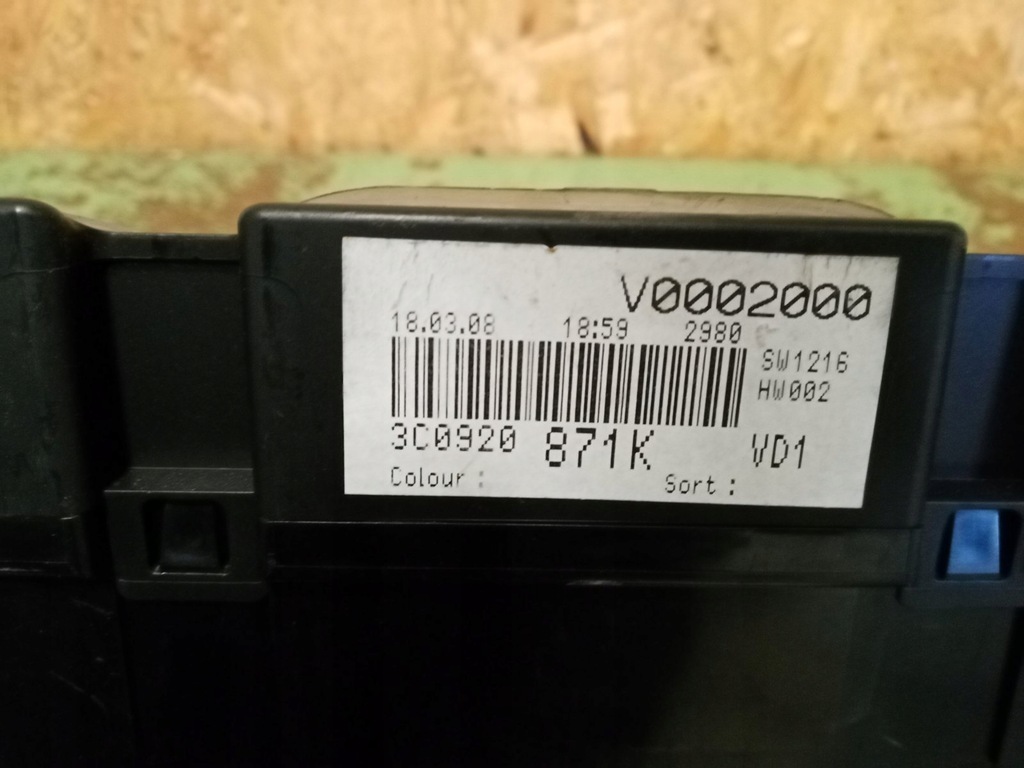 V0002000
18.03.08 18:59 2980
SW1216
HW002
3C0920 871K VD1
Colour : Sort :